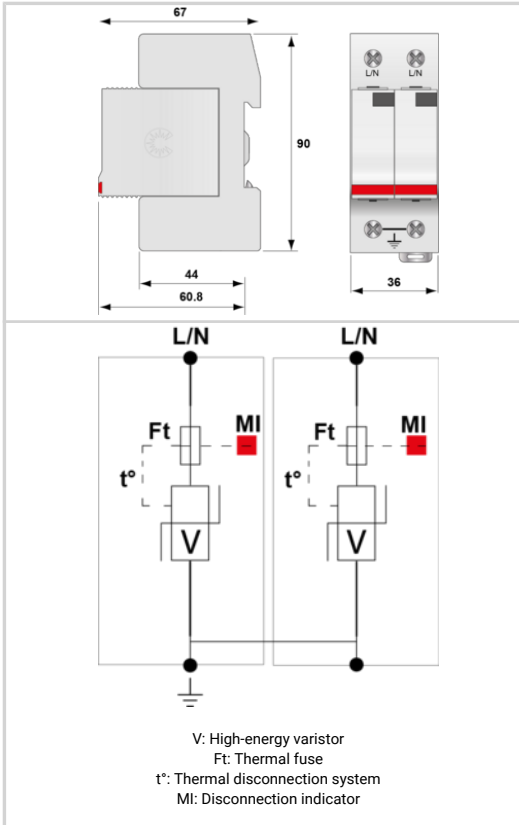 67
L/N L/N
90
44
60.8
36
L/N L/N
Ft MI Ft MI
t° t°
V V
V: High-energy varistor
Ft: Thermal fuse
t°: Thermal disconnection system
MI: Disconnection indicator